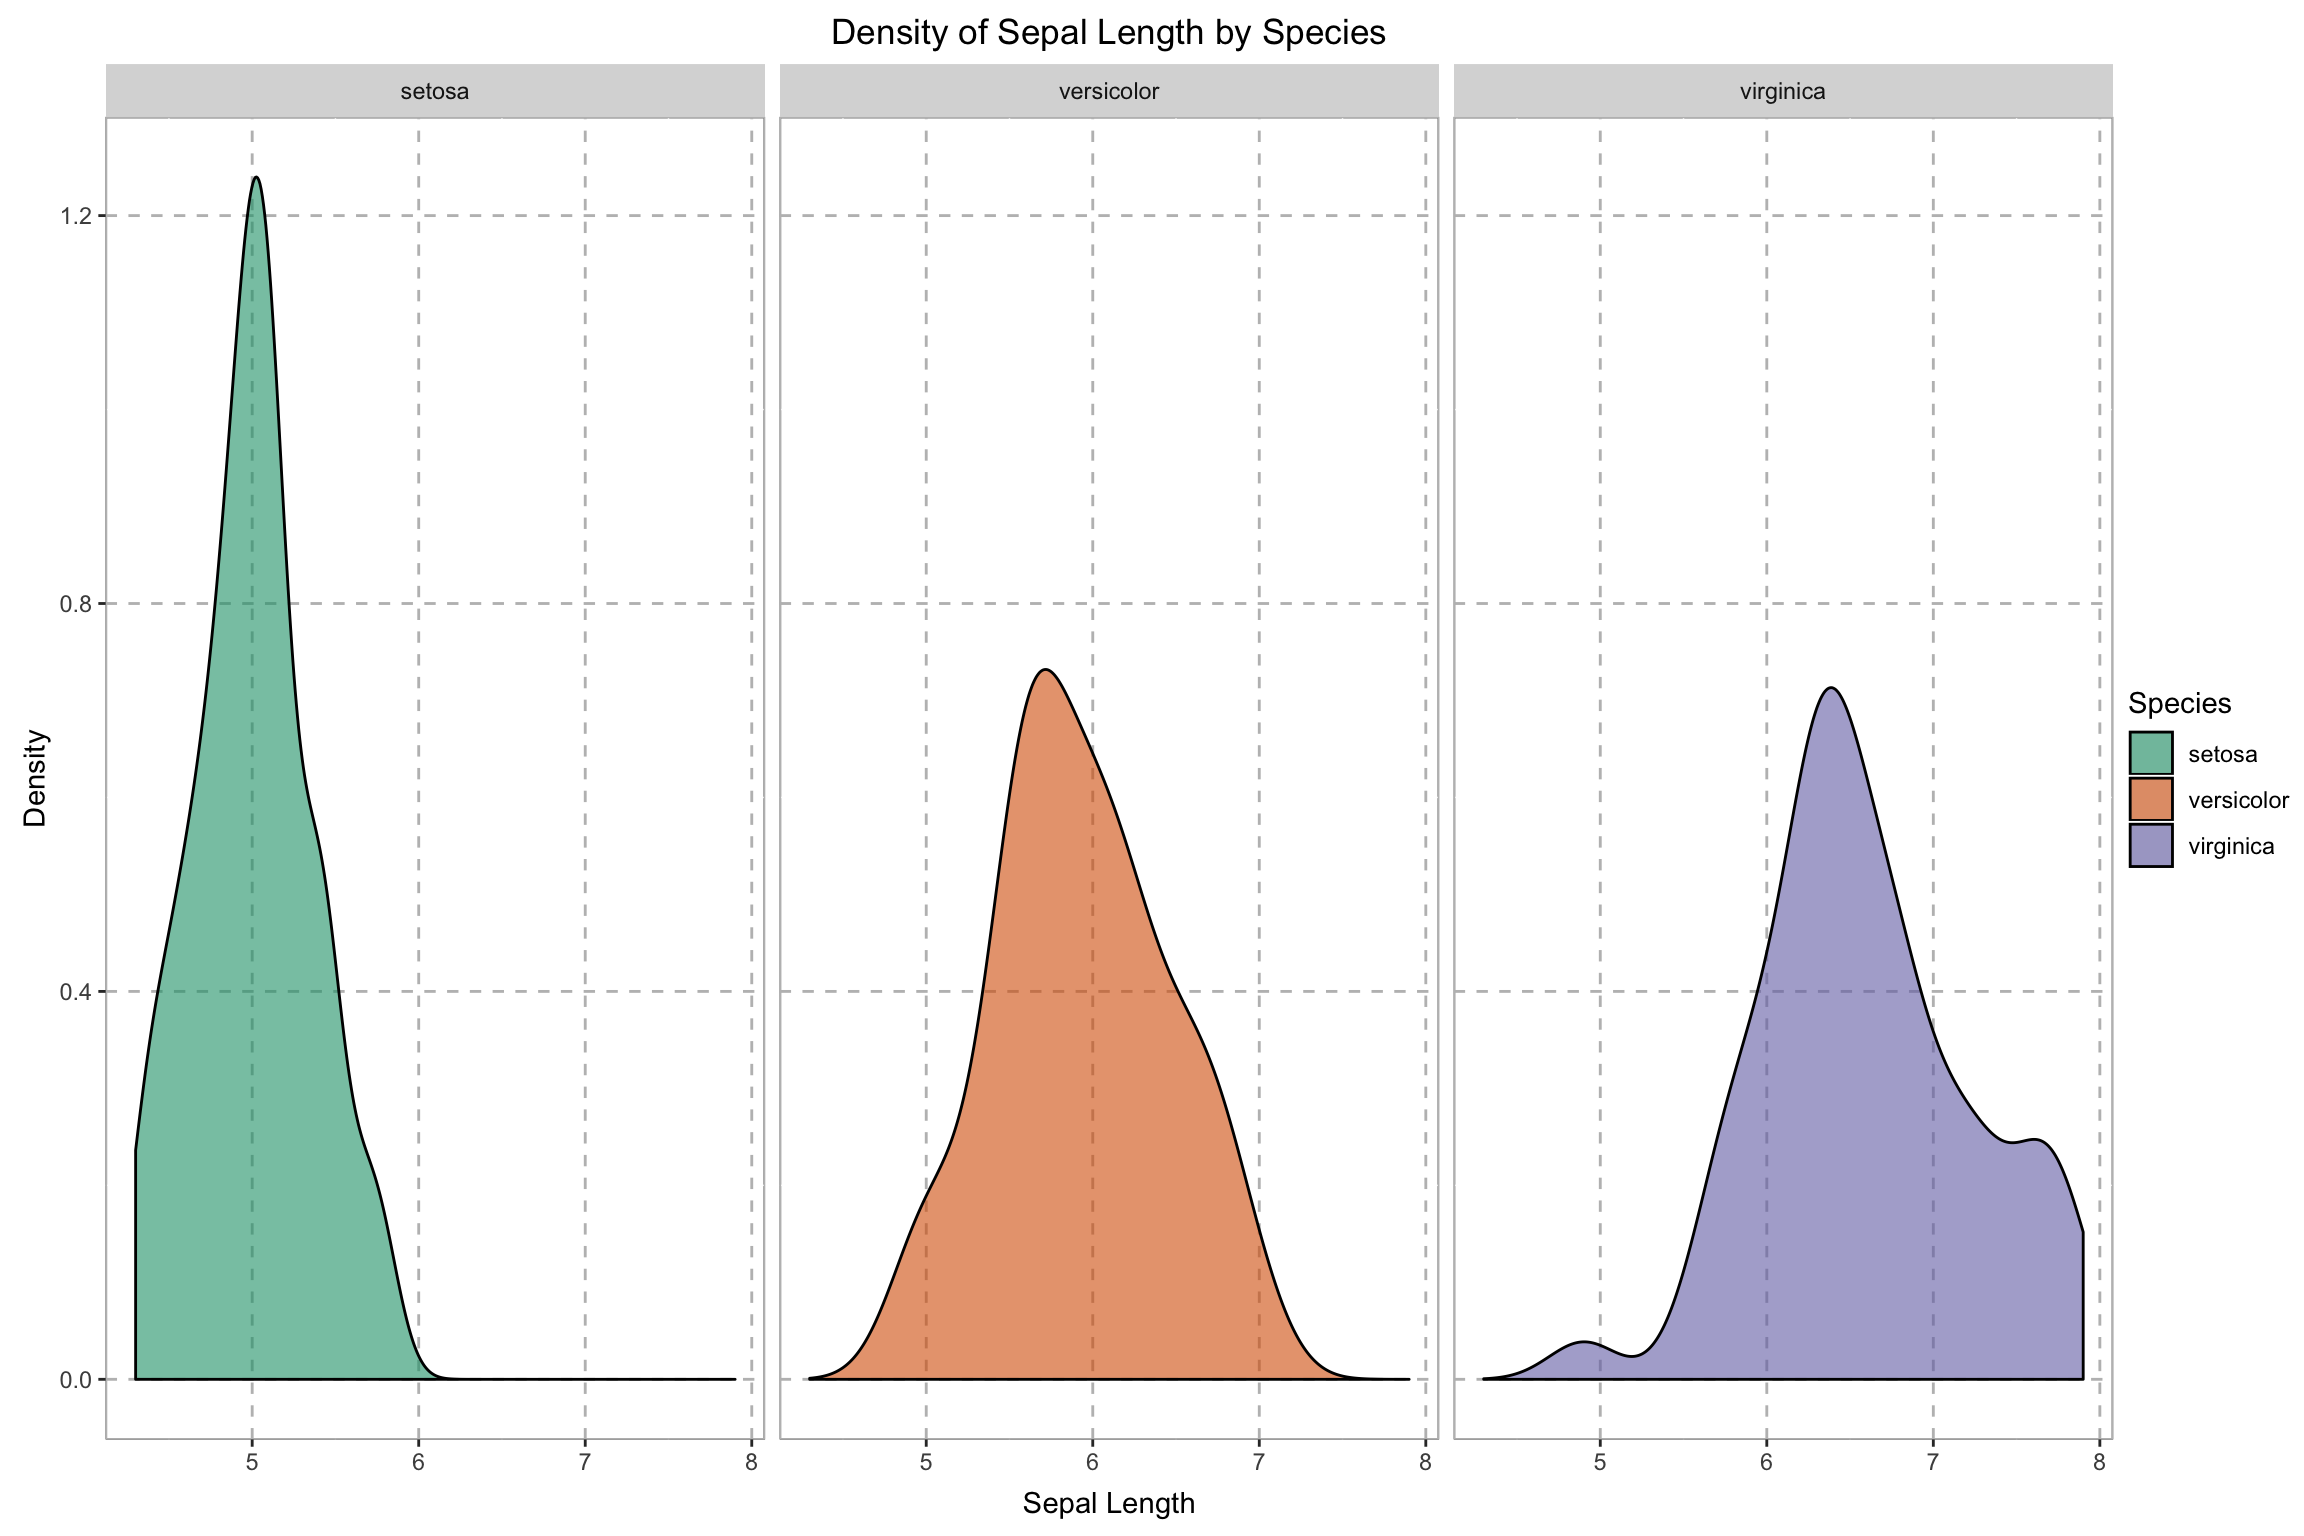 Density of Sepal Length by Species
setosa
versicolor
virginica
1.2
0.8
0.4
0.0
Density
5 6 7 8
5 6 7 8
5 6 7 8
Sepal Length
Species
setosa
versicolor
virginica